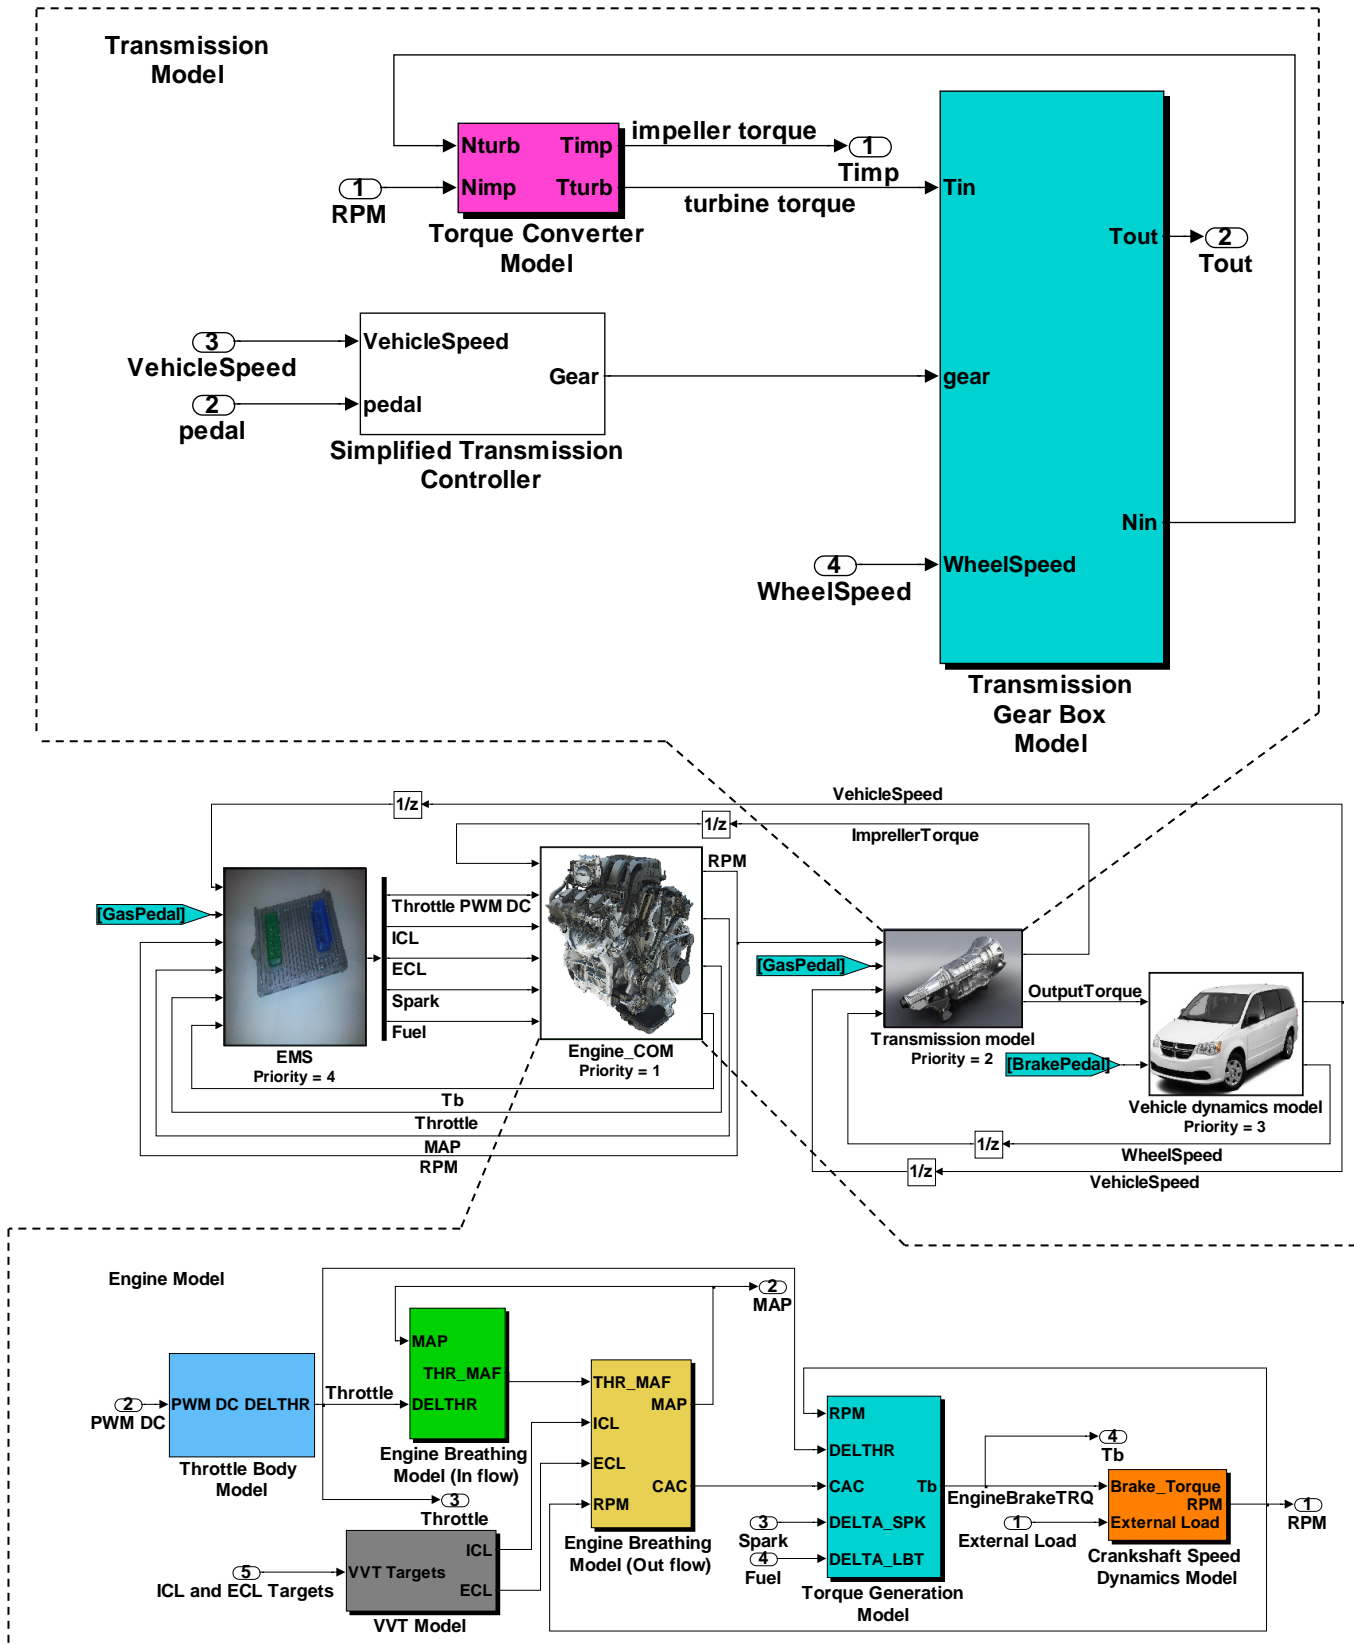 Transmission
Model
Nturb
Timp
impeller torque
1
Timp
1
RPM
Nimp
Tturb
turbine torque
Tin
Torque Converter
Model
Tout
2
Tout
3
VehicleSpeed
VehicleSpeed
Gear
gear
2
pedal
pedal
Simplified Transmission
Controller
Nin
4
WheelSpeed
WheelSpeed
Transmission
Gear Box
Model
VehicleSpeed
1/z
1/z
ImprellerTorque
RPM
[GasPedal]
Throttle PWM DC
ICL
ECL
Spark
Fuel
EMS
Priority = 4
Engine_COM
Priority = 1
[GasPedal]
OutputTorque
Transmission model
Priority = 2
[BrakePedal]
Vehicle dynamics model
Priority = 3
Tb
Throttle
MAP
RPM
1/z
WheelSpeed
1/z
VehicleSpeed
Engine Model
2
MAP
MAP
THR_MAF
DELTHR
Engine Breathing
Model (In flow)
2
PWM DC
PWM DC DELTHR
Throttle
Throttle Body
Model
3
Throttle
THR_MAF
MAP
ICL
ECL
CAC
RPM
Engine Breathing
Model (Out flow)
5
ICL and ECL Targets
VVT Targets
ICL
ECL
VVT Model
RPM
DELTHR
CAC
Tb
DELTA_SPK
DELTA_LBT
3
Spark
4
Fuel
Torque Generation
Model
EngineBrakeTRQ
4
Tb
1
External Load
Brake_Torque
RPM
External Load
Crankshaft Speed
Dynamics Model
1
RPM